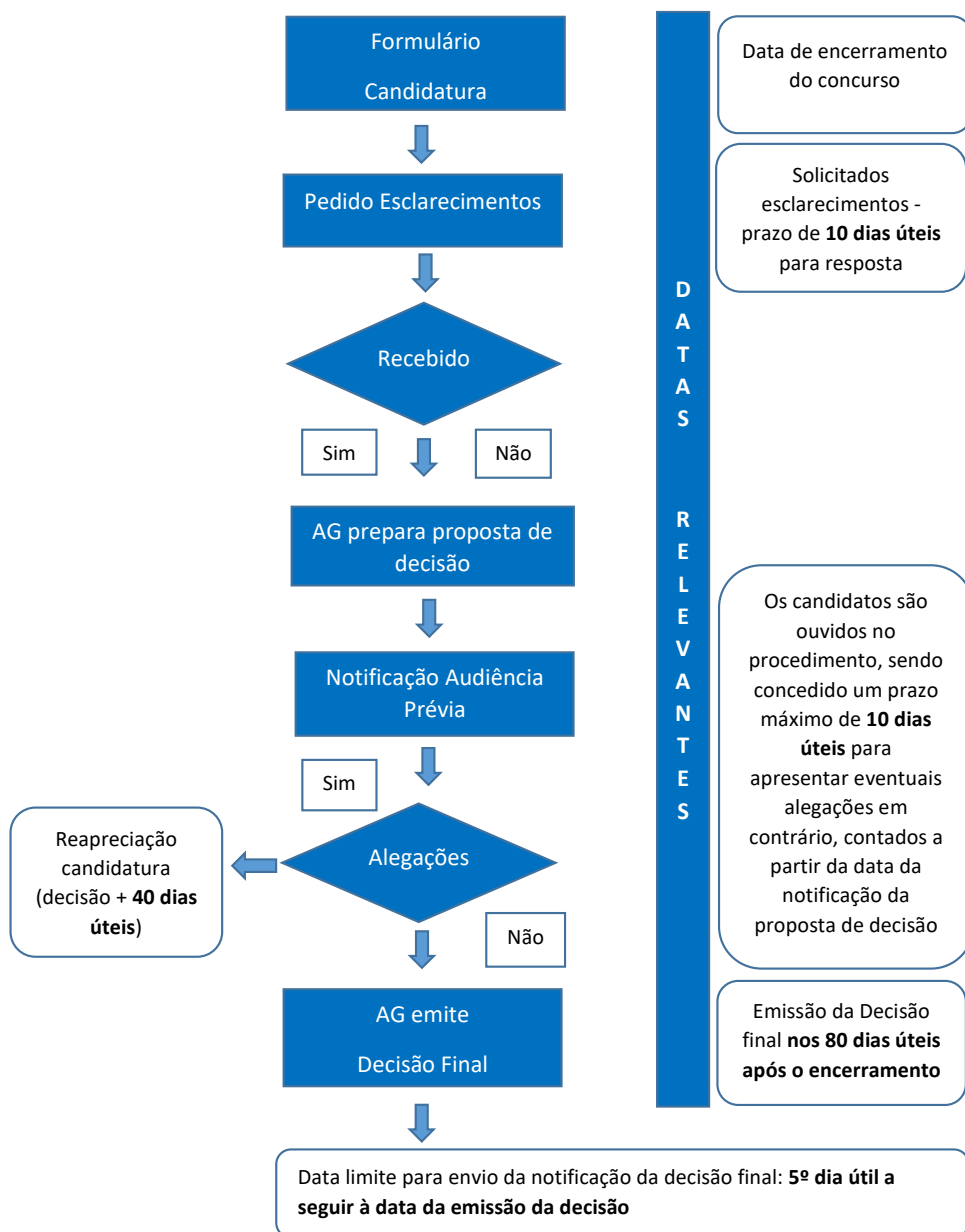 Formulário
Candidatura
Data de encerramento
do concurso
Pedido Esclarecimentos
Solicitados
esclarecimentos -
prazo de 10 dias úteis
para resposta
Recebido
Sim
Não
DATAS RELEVANTES
AG prepara proposta de
decisão
Notificação Audiência
Prévia
Os candidatos são
ouvidos no
procedimento, sendo
concedido um prazo
máximo de 10 dias
úteis para
apresentar eventuais
alegações em
contrário, contados a
partir da data da
notificação da
proposta de decisão
Sim
Alegações
Reapreciação
candidatura
(decisão + 40 dias
úteis)
Não
AG emite
Decisão Final
Emissão da Decisão
final nos 80 dias úteis
após o encerramento
Data limite para envio da notificação da decisão final: 5º dia útil a
seguir à data da emissão da decisão